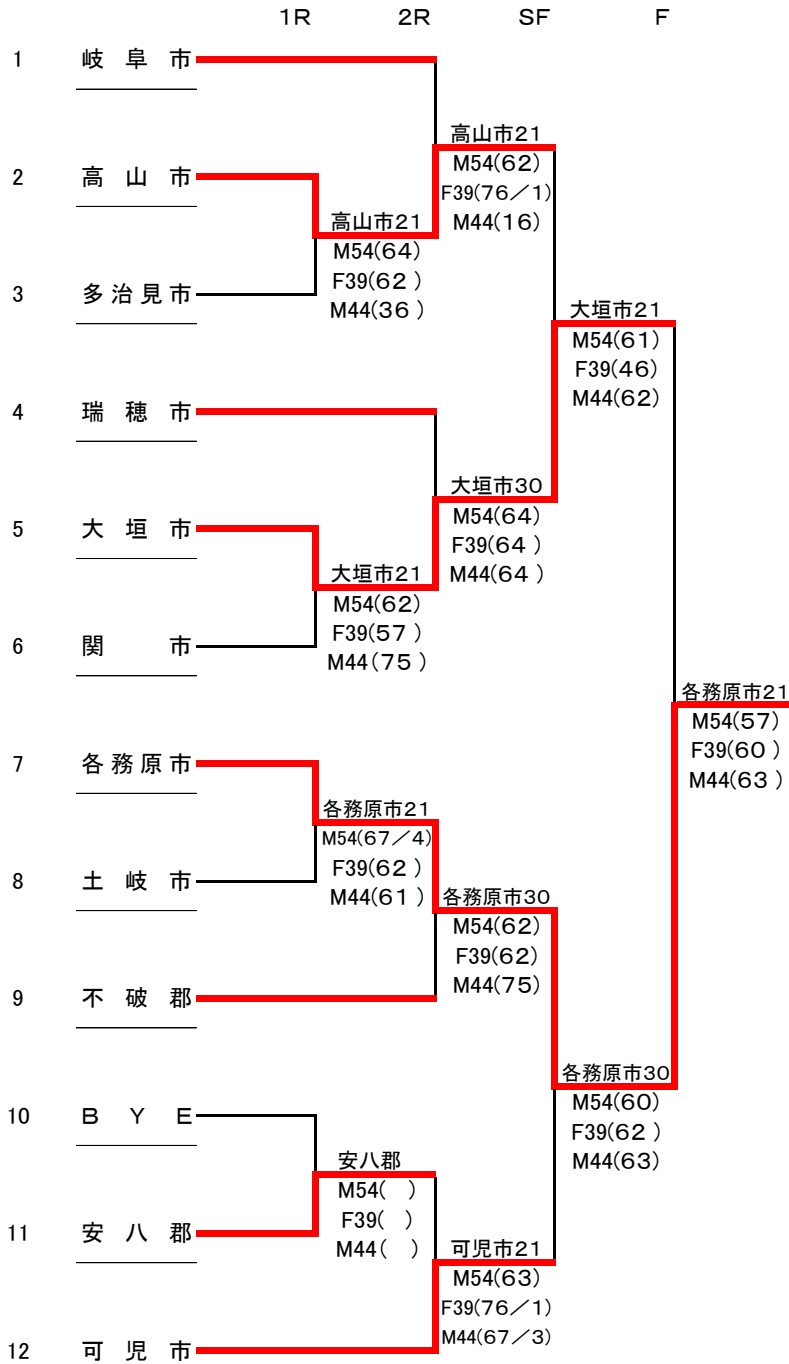 1R 2R SF F
1 岐阜市
高山市21
M54(62)
2 高山市
F39(76／1)
高山市21
M44(16)
M54(64)
F39(62 )
3 多治見市
M44(36 )
大垣市21
M54(61)
F39(46)
M44(62)
4 瑞穂市
大垣市30
M54(64)
5 大垣市
F39(64 )
大垣市21
M44(64 )
M54(62)
F39(57 )
6 関市
M44(75 )
各務原市21
M54(57)
F39(60 )
7 各務原市
M44(63 )
各務原市21
M54(67／4)
F39(62 )
8 土岐市
M44(61 )
各務原市30
M54(62)
F39(62)
M44(75)
9 不破郡
各務原市30
M54(60)
10 BYE
F39(62 )
安八郡
M44(63)
M54( )
F39( )
11 安八郡
M44( )
可児市21
M54(63)
F39(76／1)
M44(67／3)
12 可児市